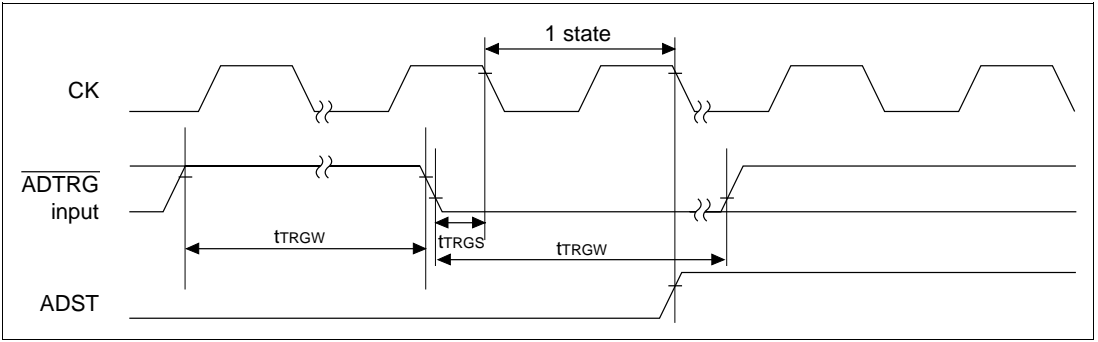 1 state
CK
ADTRG
input
tTRGW
tTRGS
tTRGW
ADST